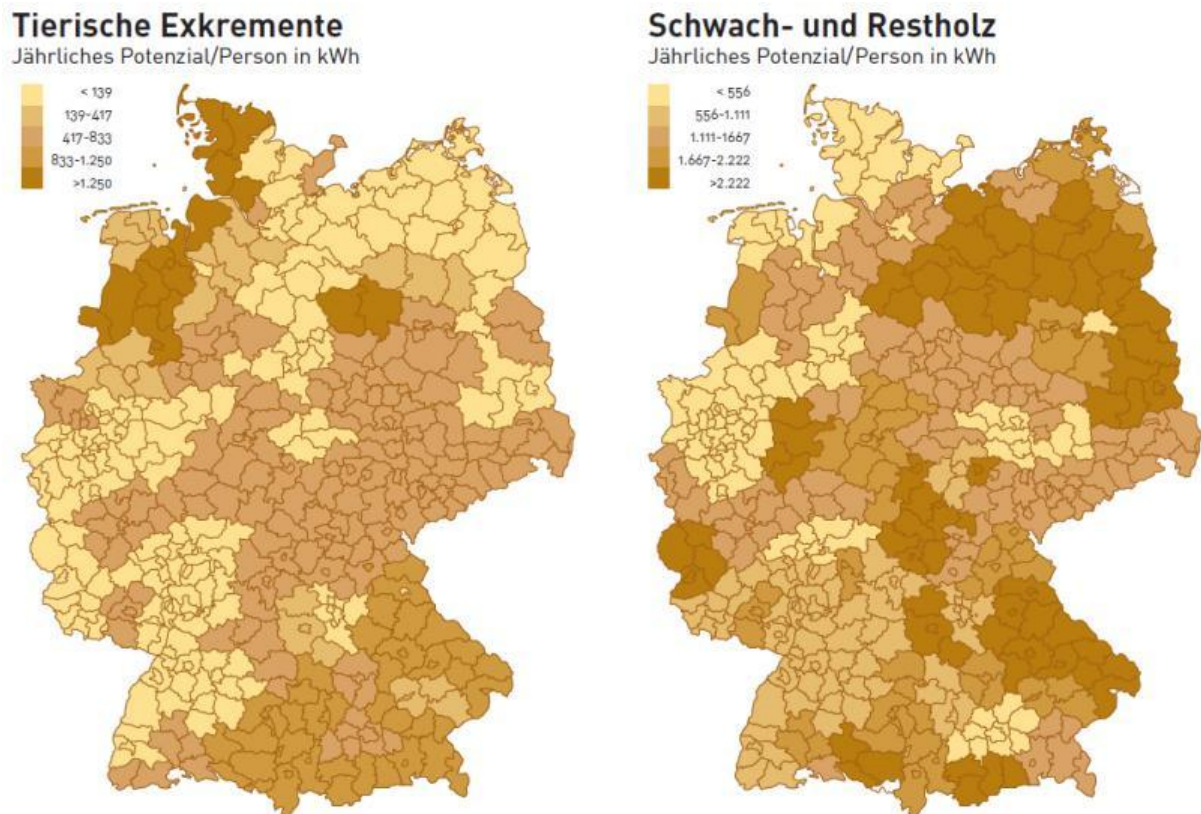 Tierische Exkremente
Jährliches Potenzial/Person in kWh
< 139
139-417
417-833
833-1.250
>1.250
Schwach- und Restholz
Jährliches Potenzial/Person in kWh
< 556
556-1.111
1.111-1667
1.667-2.222
>2.222